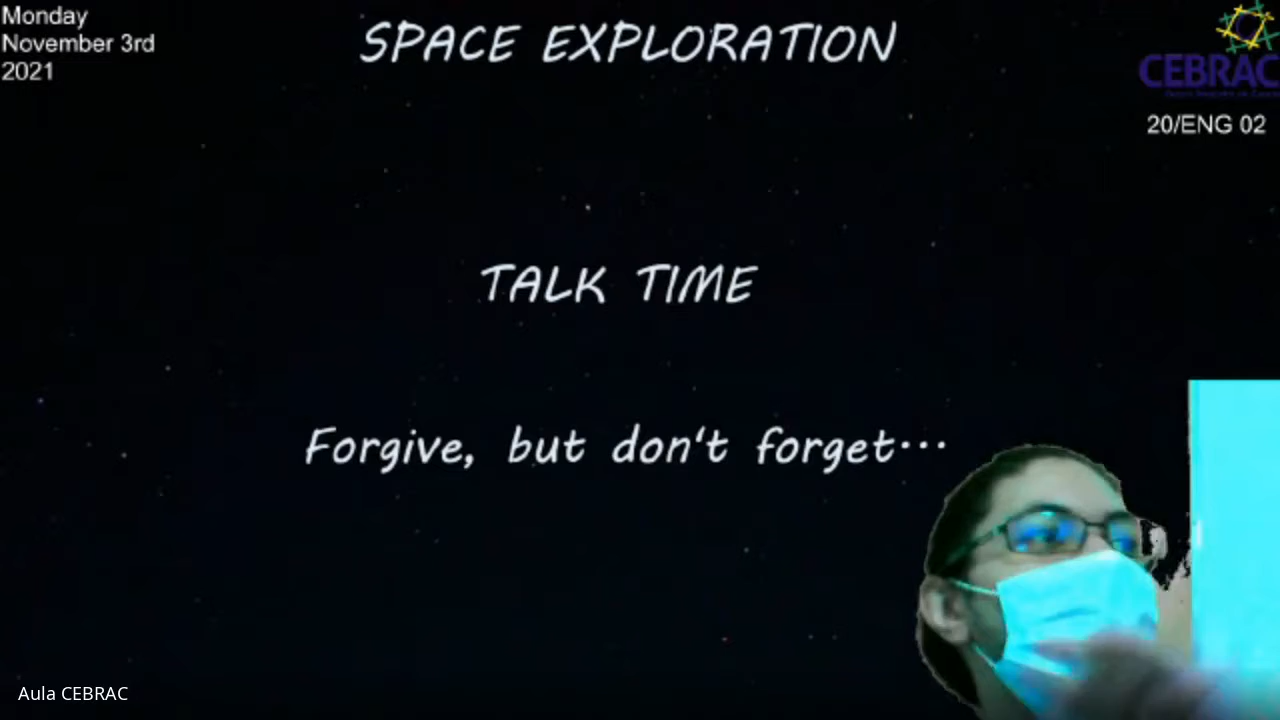 Monday
November 3rd
2021
SPACE EXPLORATION
CEBRAC
20/ENG 02
TALK TIME
Forgive, but don't forget...
Aula CEBRAC